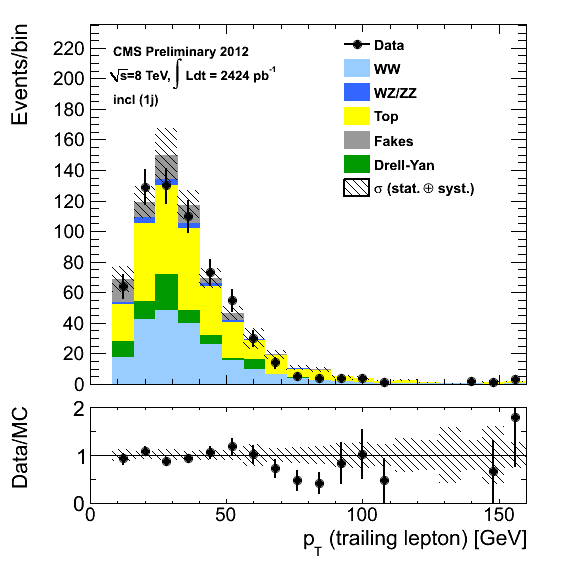 Events/bin
220
200
180
160
140
120
100
80
60
40
20
0
CMS Preliminary 2012
√s=8 TeV, ∫ Ldt = 2424 pb⁻¹
incl (1j)
Data
WW
WZ/ZZ
Top
Fakes
Drell-Yan
σ (stat. ⊕ syst.)
Data/MC
2
1
0
0 50 100 150
p_T (trailing lepton) [GeV]